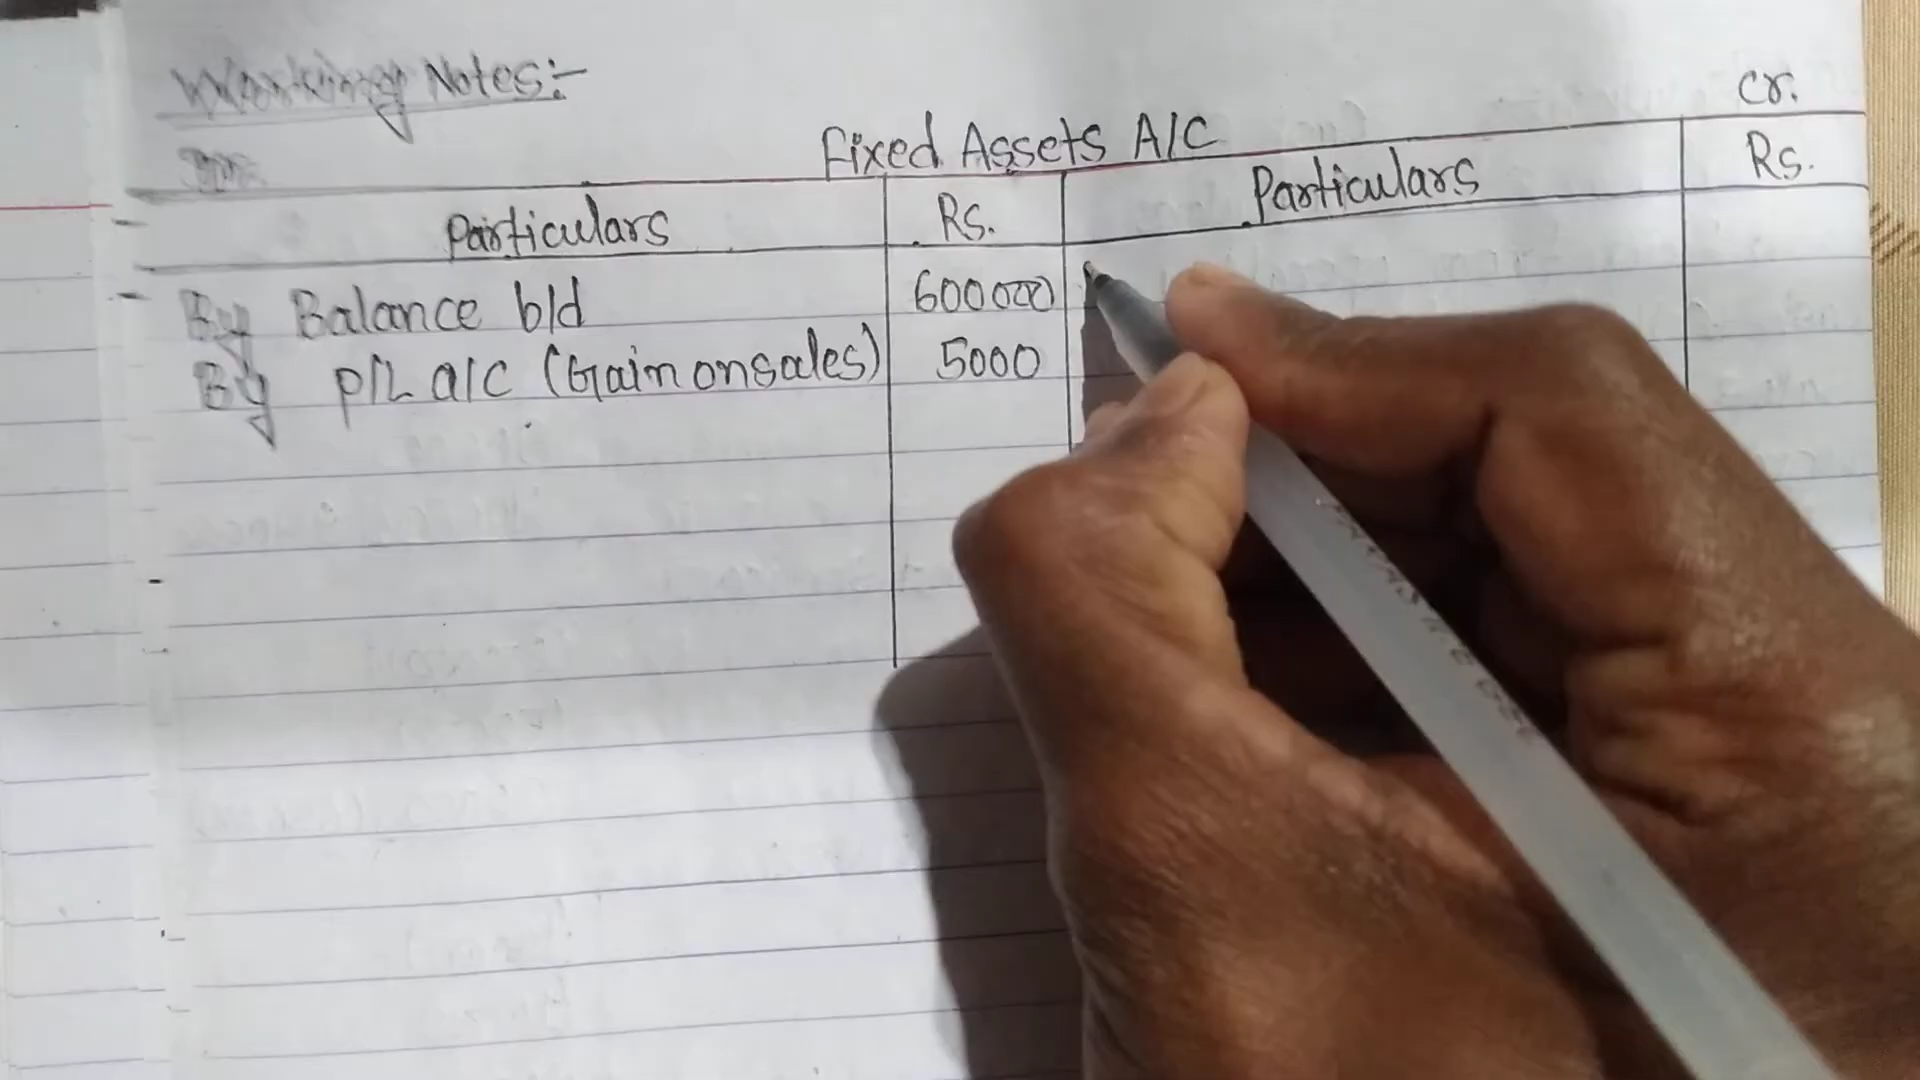 Working Notes:-
cr.
Fixed Assets A/C
Particulars Rs. Particulars Rs.
By Balance b/d 600000
By P/L a/c (Gain on sales) 5000